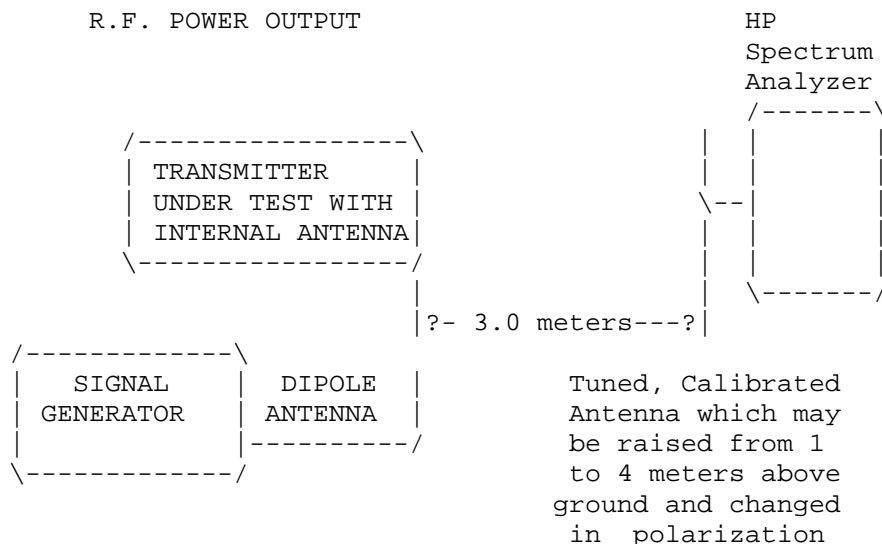 R.F. POWER OUTPUT
HP
Spectrum
Analyzer
TRANSMITTER
UNDER TEST WITH
INTERNAL ANTENNA
?- 3.0 meters---?
SIGNAL
GENERATOR
DIPOLE
ANTENNA
Tuned, Calibrated
Antenna which may
be raised from 1
to 4 meters above
ground and changed
in polarization